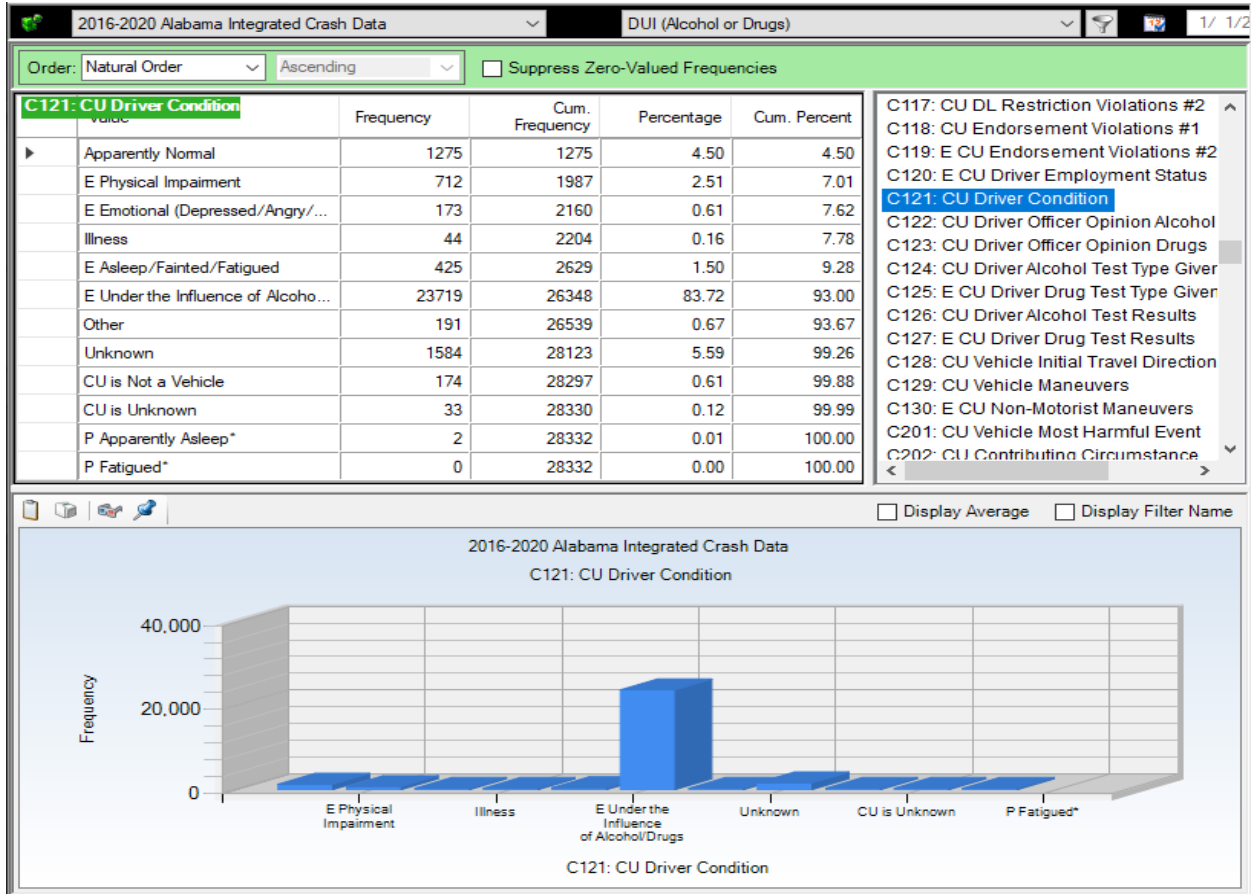 2016-2020 Alabama Integrated Crash Data DUI (Alcohol or Drugs) 1/ 1/2
Order: Natural Order Ascending Suppress Zero-Valued Frequencies
C121: CU Driver Condition
Value Frequency Cum. Frequency Percentage Cum. Percent
Apparently Normal 1275 1275 4.50 4.50
E Physical Impairment 712 1987 2.51 7.01
E Emotional (Depressed/Angry/... 173 2160 0.61 7.62
Illness 44 2204 0.16 7.78
E Asleep/Fainted/Fatigued 425 2629 1.50 9.28
E Under the Influence of Alcoho... 23719 26348 83.72 93.00
Other 191 26539 0.67 93.67
Unknown 1584 28123 5.59 99.26
CU is Not a Vehicle 174 28297 0.61 99.88
CU is Unknown 33 28330 0.12 99.99
P Apparently Asleep* 2 28332 0.01 100.00
P Fatigued* 0 28332 0.00 100.00
C117: CU DL Restriction Violations #2
C118: CU Endorsement Violations #1
C119: E CU Endorsement Violations #2
C120: E CU Driver Employment Status
C121: CU Driver Condition
C122: CU Driver Officer Opinion Alcohol
C123: CU Driver Officer Opinion Drugs
C124: CU Driver Alcohol Test Type Giver
C125: E CU Driver Drug Test Type Given
C126: CU Driver Alcohol Test Results
C127: E CU Driver Drug Test Results
C128: CU Vehicle Initial Travel Direction
C129: CU Vehicle Maneuvers
C130: E CU Non-Motorist Maneuvers
C201: CU Vehicle Most Harmful Event
C202: CU Contributing Circumstance
Display Average Display Filter Name
2016-2020 Alabama Integrated Crash Data
C121: CU Driver Condition
40,000
20,000
0
Frequency
E Physical Impairment
Illness
E Under the Influence of Alcohol/Drugs
Unknown
CU is Unknown
P Fatigued*
C121: CU Driver Condition